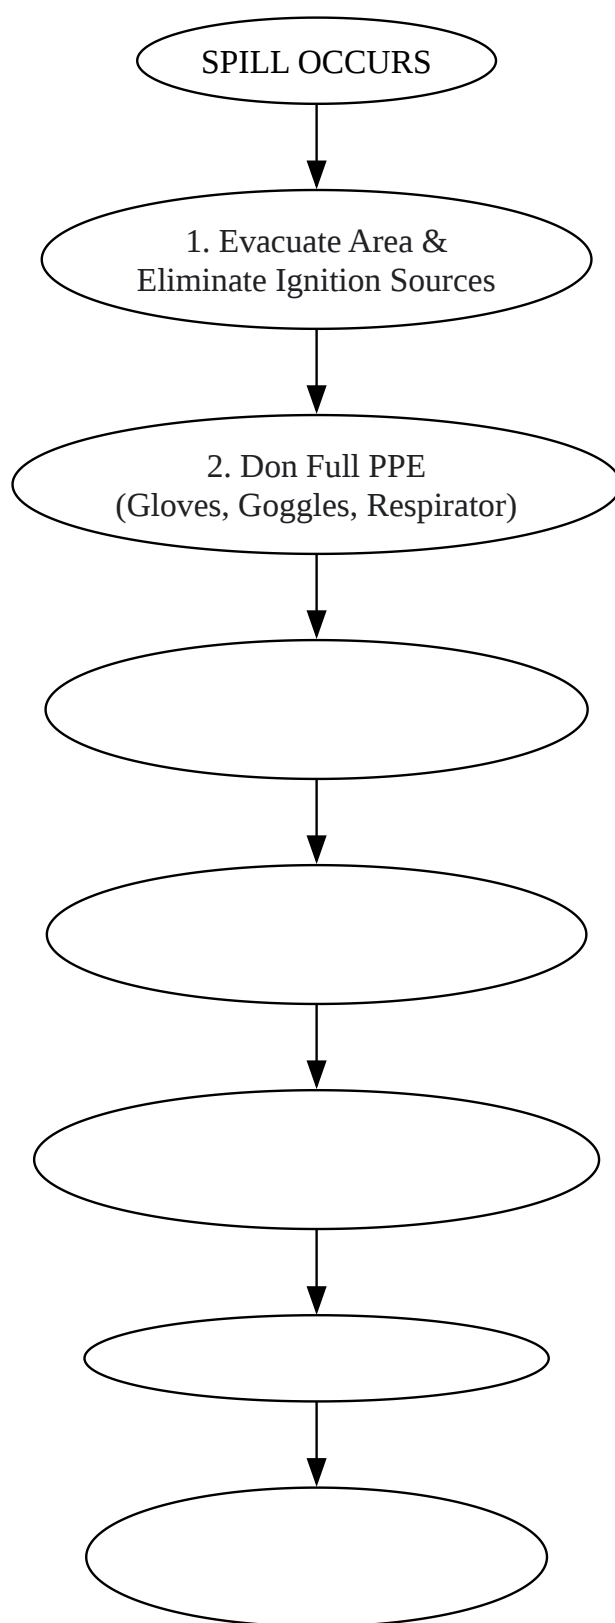 SPILL OCCURS
1. Evacuate Area &
Eliminate Ignition Sources
2. Don Full PPE
(Gloves, Goggles, Respirator)